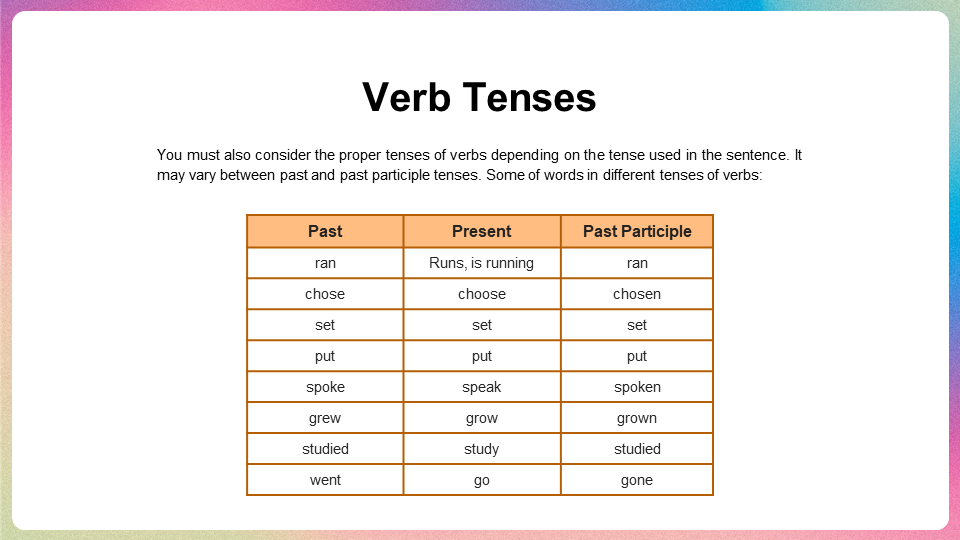 Verb Tenses
You must also consider the proper tenses of verbs depending on the tense used in the sentence. It
may vary between past and past participle tenses. Some of words in different tenses of verbs:
Past Present Past Participle
ran Runs, is running ran
chose choose chosen
set set set
put put put
spoke speak spoken
grew grow grown
studied study studied
went go gone